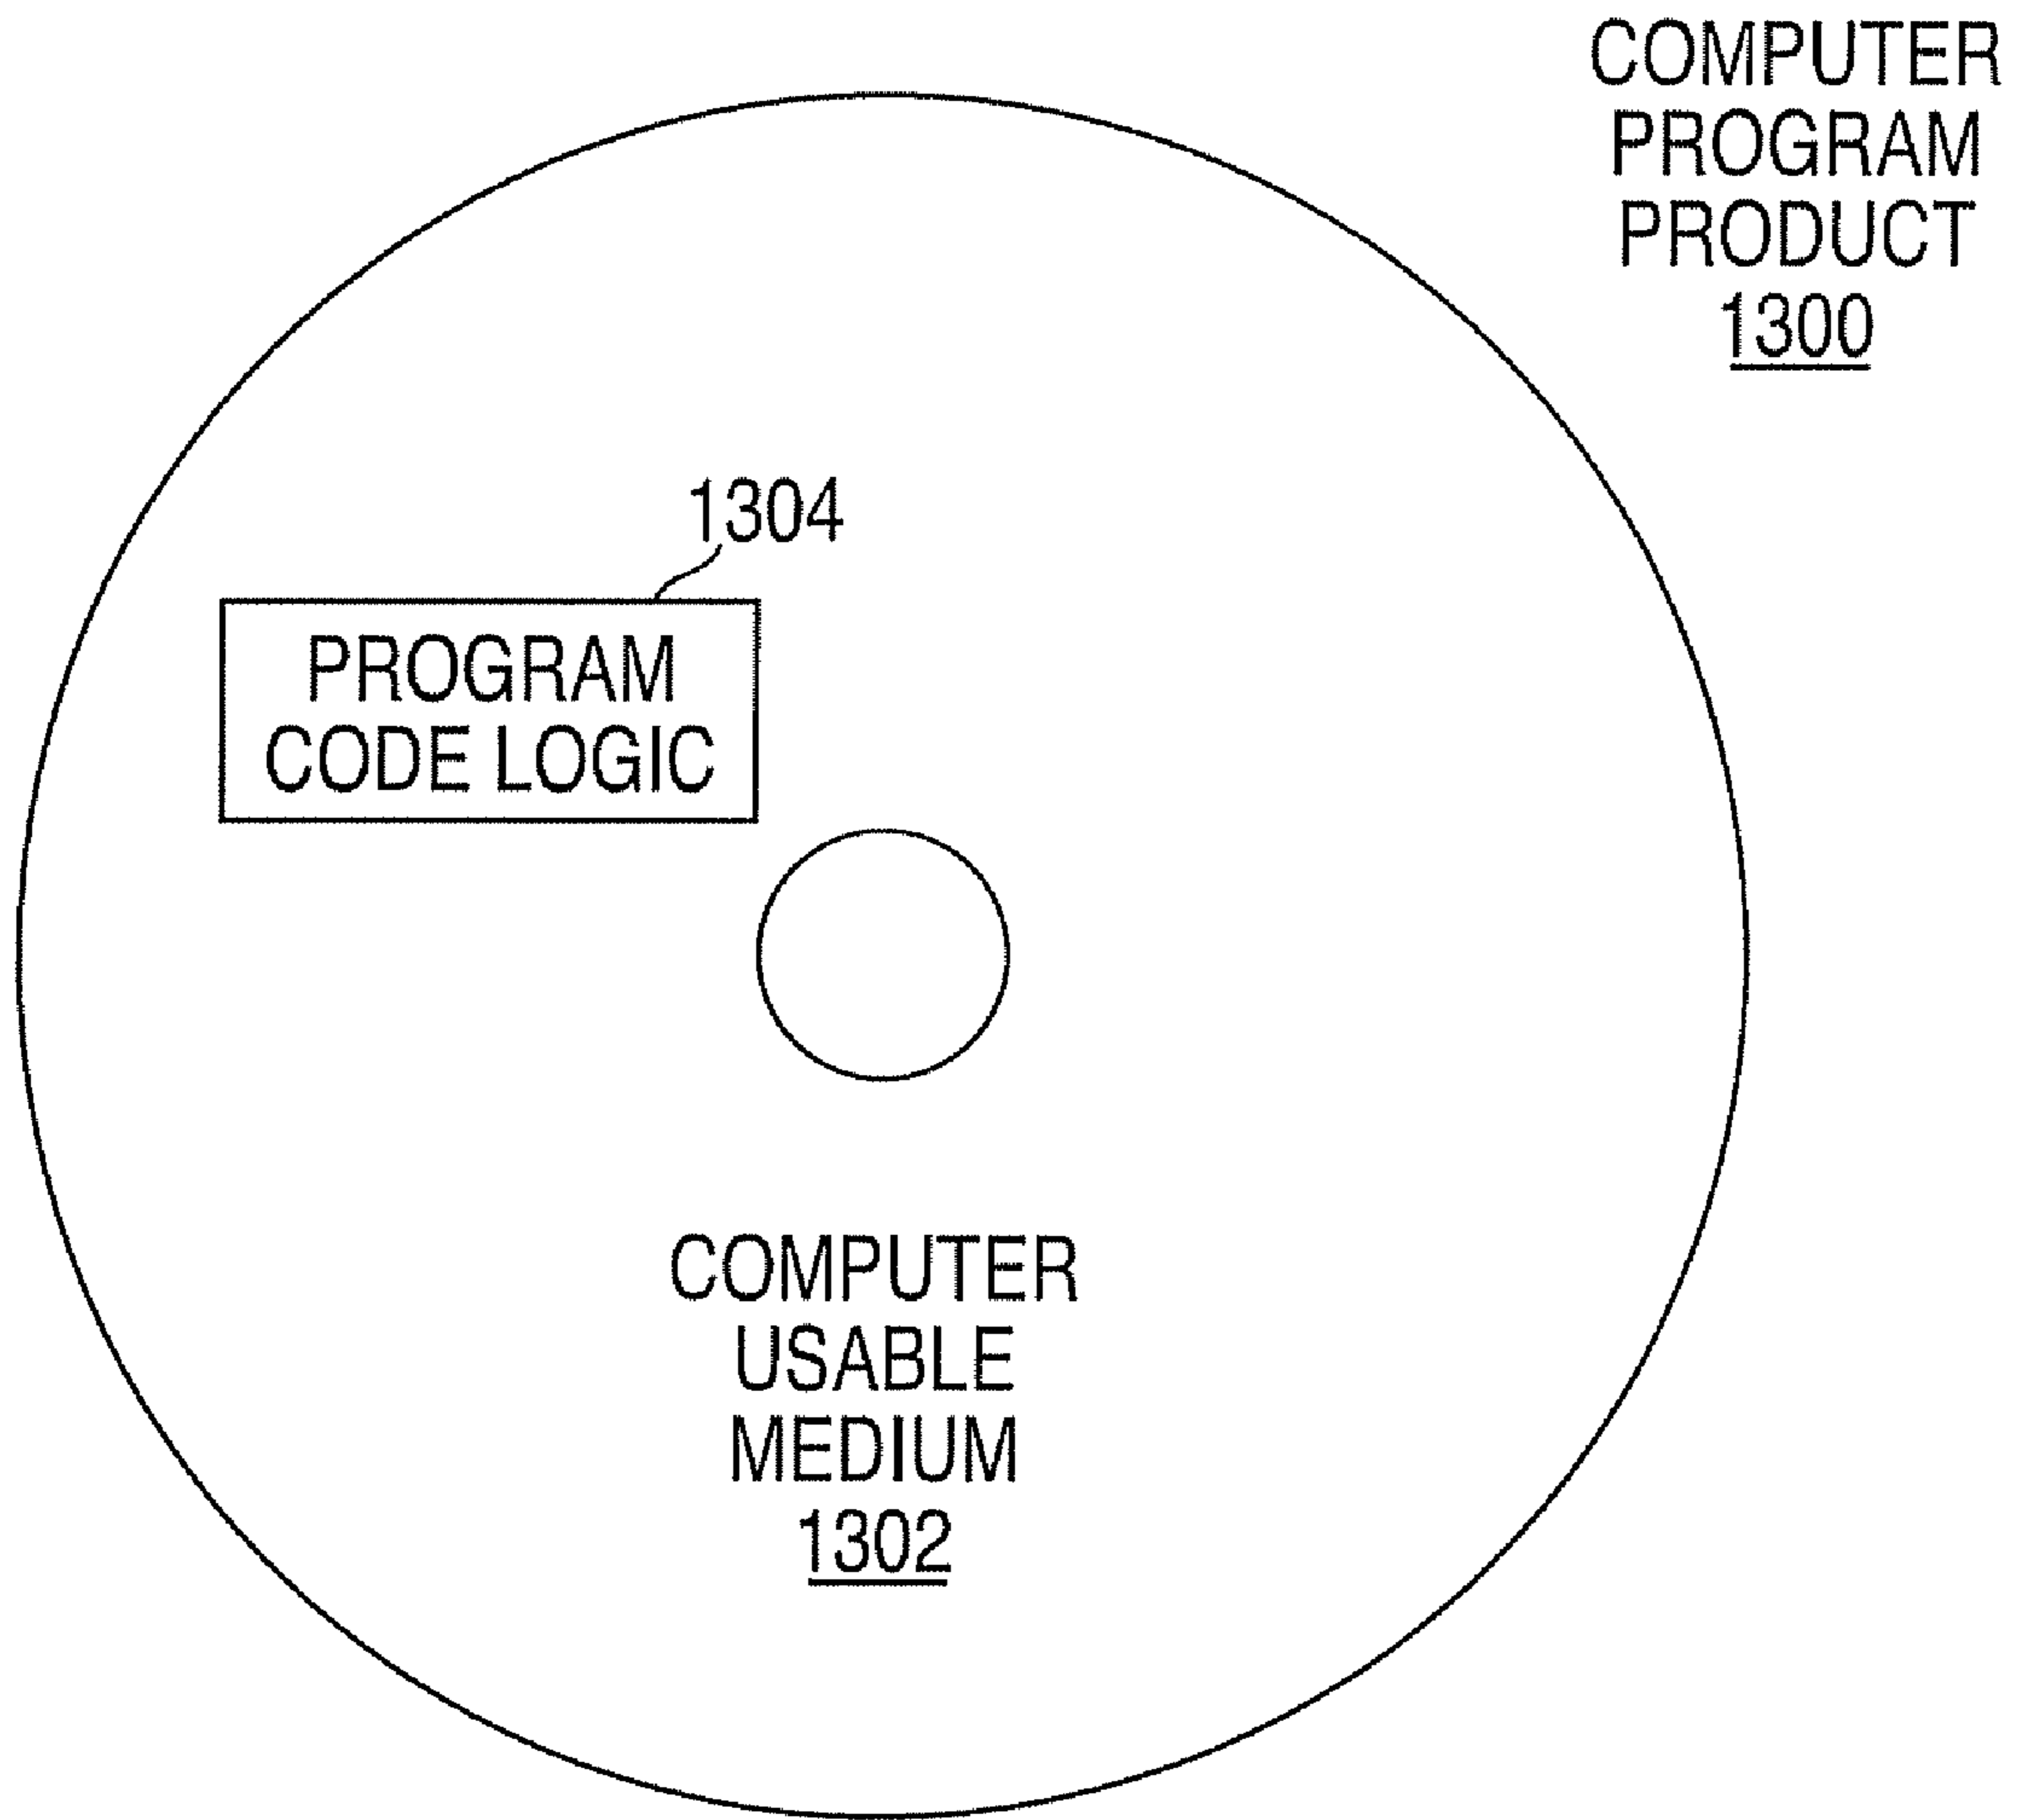 COMPUTER
PROGRAM
PRODUCT
1300
1304
PROGRAM
CODE LOGIC
COMPUTER
USABLE
MEDIUM
1302